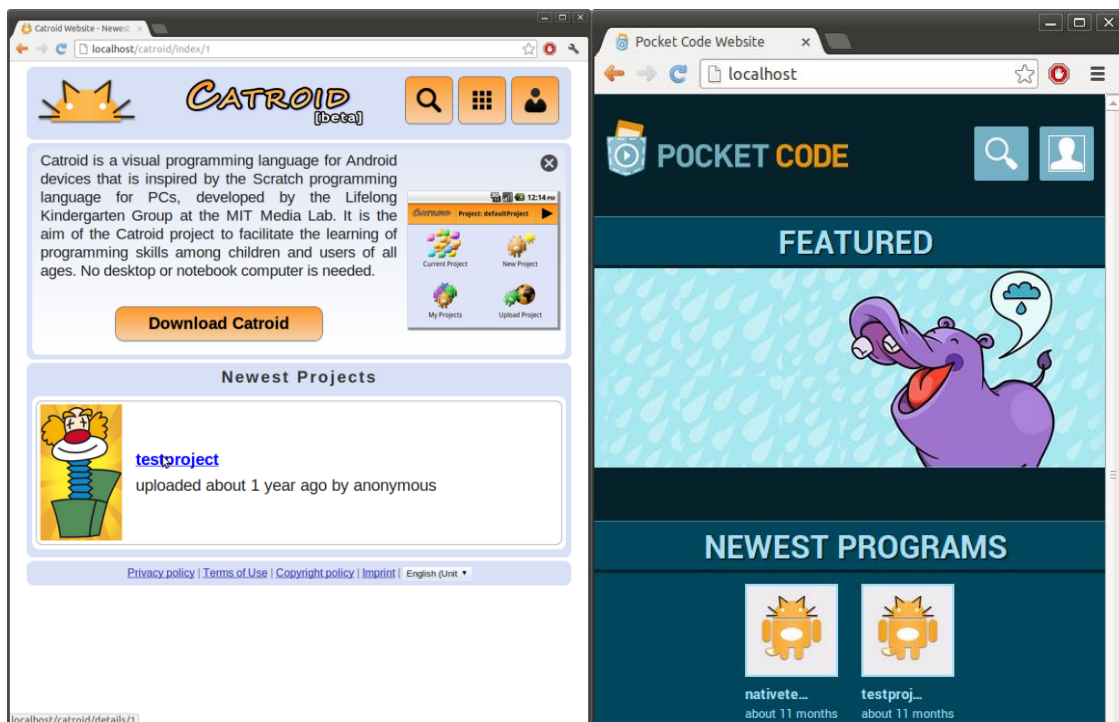 Catroid Website - Newest
localhost/catroid/index/1
CATROID
[beta]
Catroid is a visual programming language for Android
devices that is inspired by the Scratch programming
language for PCs, developed by the Lifelong
Kindergarten Group at the MIT Media Lab. It is the
aim of the Catroid project to facilitate the learning of
programming skills among children and users of all
ages. No desktop or notebook computer is needed.
12:14 PM
CATROID Project: defaultProject
Current Project
New Project
My Projects
Upload Project
Download Catroid
Newest Projects
testproject
uploaded about 1 year ago by anonymous
Privacy policy | Terms of Use | Copyright policy | Imprint | English (Unit
localhost/catroid/details/1
Pocket Code Website
localhost
POCKET CODE
FEATURED
NEWEST PROGRAMS
nativete...
about 11 months
testproj...
about 11 months